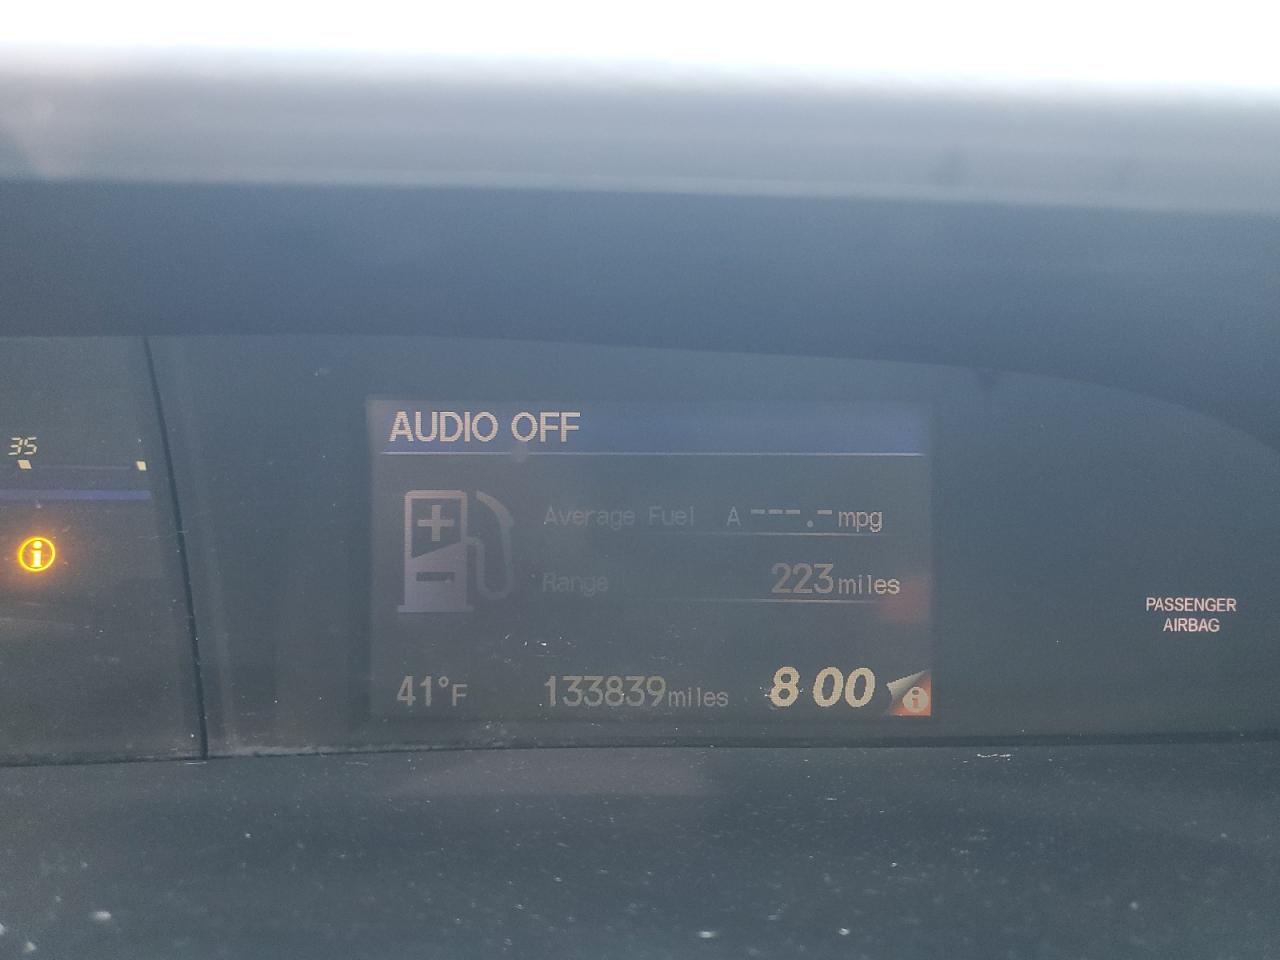 AUDIO OFF
35
Average Fuel A ---.- mpg
Range 223 miles
PASSENGER
AIRBAG
41°F 133839 miles 8 00